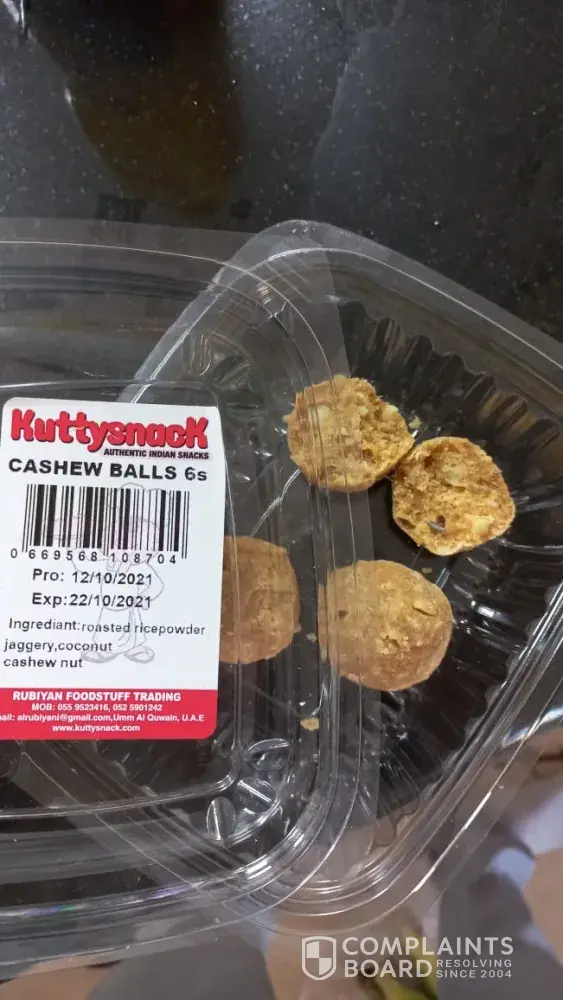 Kuttysnack
AUTHENTIC INDIAN SNACKS
CASHEW BALLS 6s
0 669568 108704
Pro: 12/10/2021
Exp:22/10/2021
Ingredient:roasted ricepowder
jaggery,coconut
cashew nut
RUBIYAN FOODSTUFF TRADING
MOB: 055 9523416, 052 5901242
ail: alrubiyani@gmail.com,Umm Al Quwain, U.A.E
www.kuttysnack.com
COMPLAINTS
BOARD RESOLVING
SINCE 2004